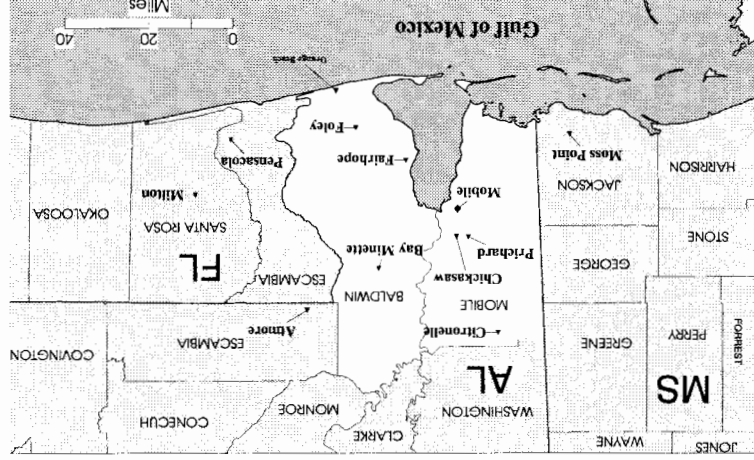 JONES
WAYNE
CLARKE
WASHINGTON
MONROE
CONECUH
MS
AL
FORREST
PERRY
GREENE
Citronelle
ESCAMBIA
COVINGTON
Atmore
MOBILE
BALDWIN
Chickasaw
ESCAMBIA
FL
GEORGE
Prichard
Bay Minette
STONE
SANTA ROSA
OKALOOSA
Mobile
Milton
JACKSON
HARRISON
Moss Point
Fairhope
Pensacola
Foley
Orange Beach
Gulf of Mexico
0 20 40
Miles